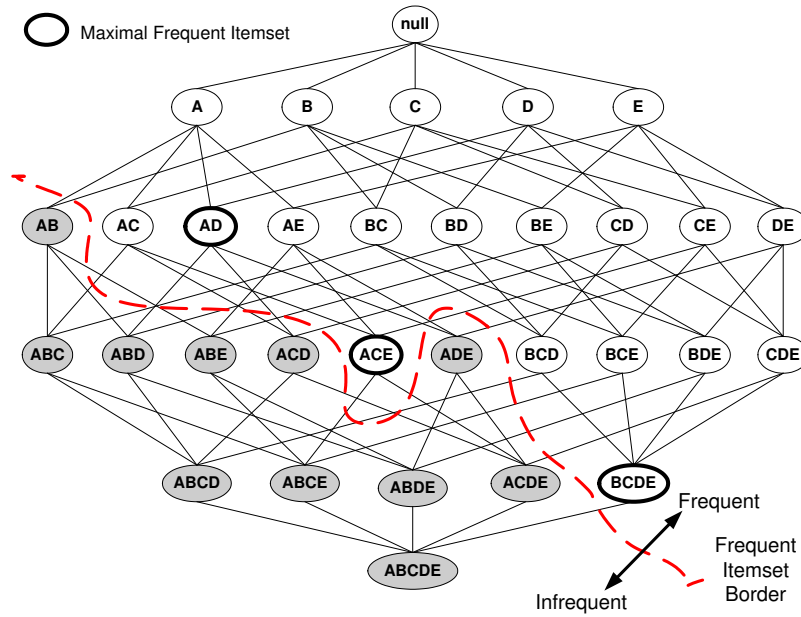 null
Maximal Frequent Itemset
A B C D E
AB AC AD AE BC BD BE CD CE DE
ABC ABD ABE ACD ACE ADE BCD BCE BDE CDE
ABCD ABCE ABDE ACDE BCDE
Frequent
Frequent
Itemset
Border
ABCDE
Infrequent